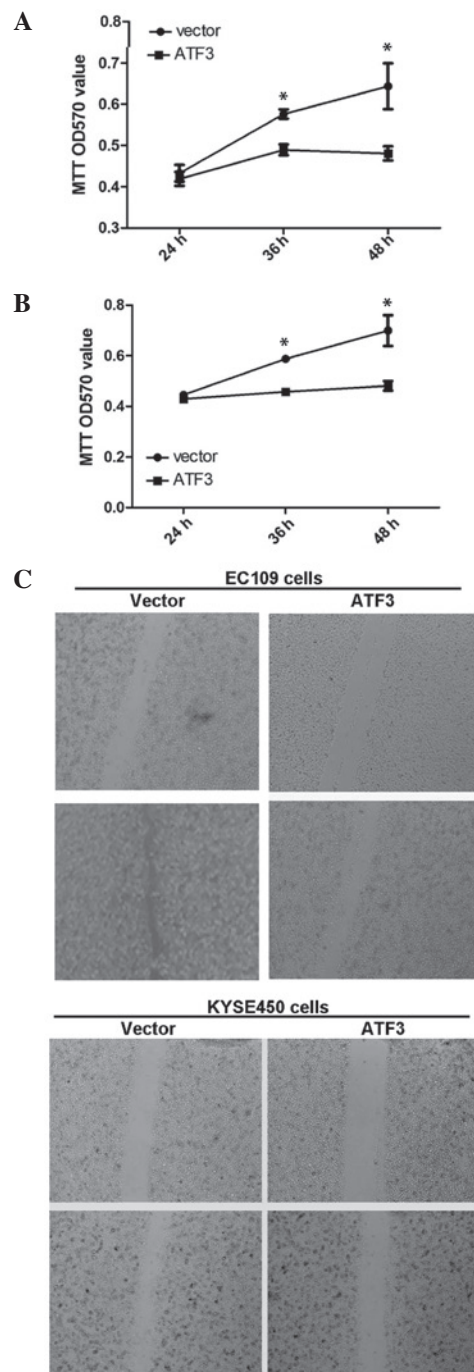 A
0.8
vector
ATF3
0.7
*
*
0.6
0.5
0.4
0.3
MTT OD570 value
24 h
36 h
48 h
B
0.8
*
*
0.6
0.4
0.2
vector
ATF3
0.0
MTT OD570 value
24 h
36 h
48 h
C
EC109 cells
Vector
ATF3
KYSE450 cells
Vector
ATF3